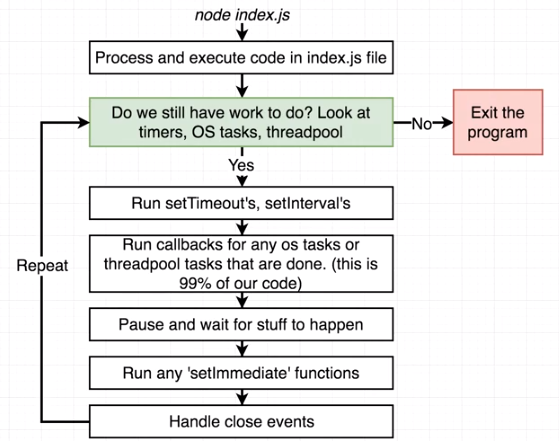 node index.js
Process and execute code in index.js file
Do we still have work to do? Look at
timers, OS tasks, threadpool
No
Exit the
program
Yes
Run setTimeout's, setInterval's
Run callbacks for any os tasks or
threadpool tasks that are done. (this is
99% of our code)
Repeat
Pause and wait for stuff to happen
Run any 'setImmediate' functions
Handle close events